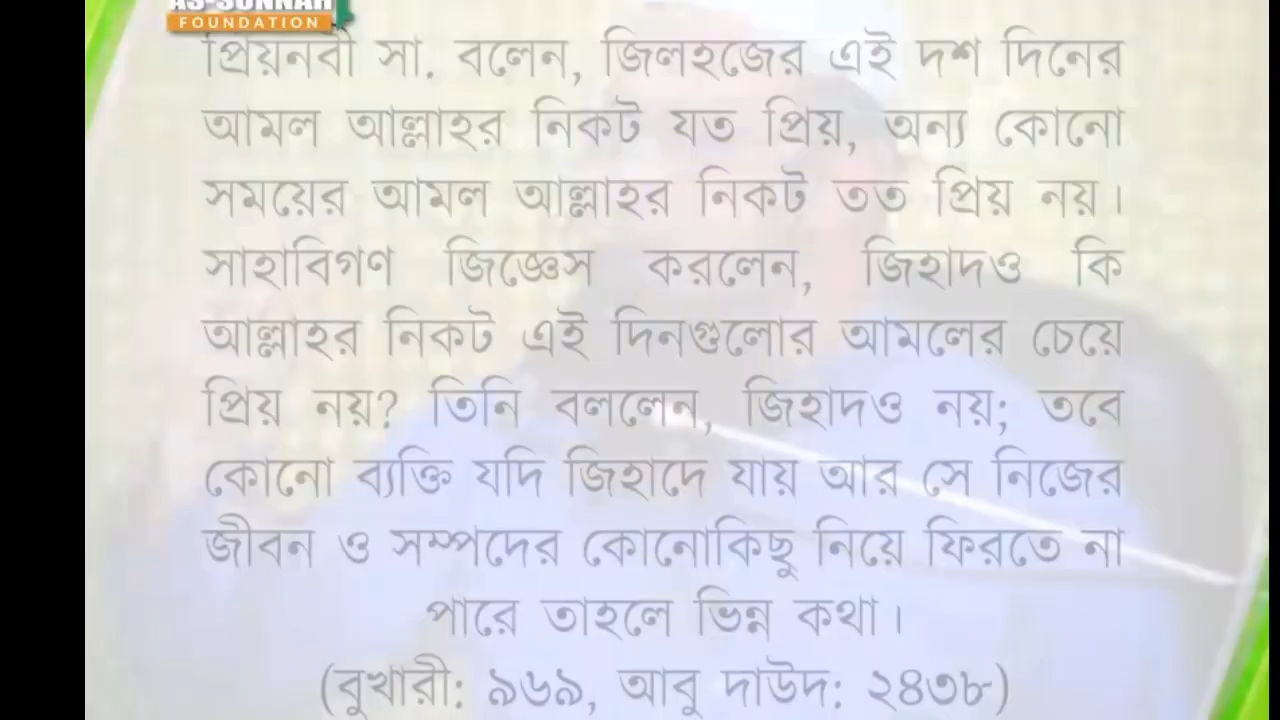 AS-SUNNAH
FOUNDATION
প্রিয়নবী সা. বলেন, জিলহজের এই দশ দিনের
আমল আল্লাহর নিকট যত প্রিয়, অন্য কোনো
সময়ের আমল আল্লাহর নিকট তত প্রিয় নয়।
সাহাবিগণ জিজ্ঞেস করলেন, জিহাদও কি
আল্লাহর নিকট এই দিনগুলোর আমলের চেয়ে
প্রিয় নয়? তিনি বললেন, জিহাদও নয়; তবে
কোনো ব্যক্তি যদি জিহাদে যায় আর সে নিজের
জীবন ও সম্পদের কোনোকিছু নিয়ে ফিরতে না
পারে তাহলে ভিন্ন কথা।
(বুখারী: ৯৬৯, আবু দাউদ: ২৪৩৮)